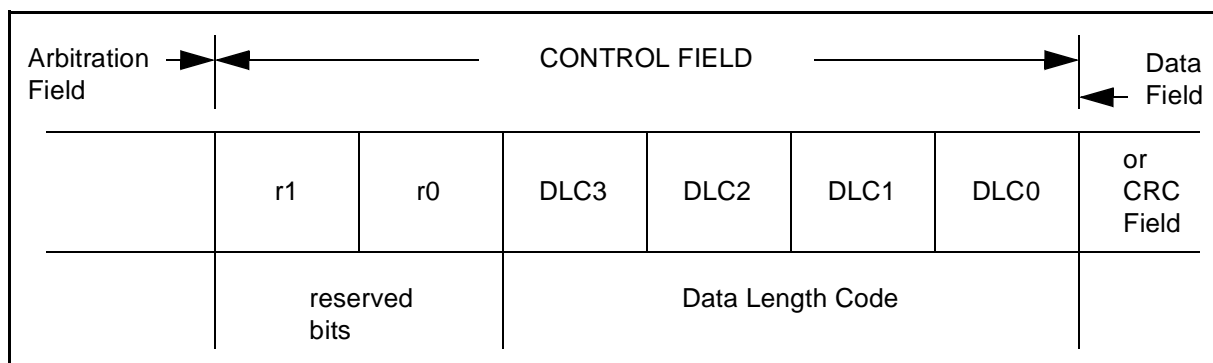 Arbitration
Field
CONTROL FIELD
Data
Field
r1
r0
DLC3
DLC2
DLC1
DLC0
or
CRC
Field
reserved
bits
Data Length Code